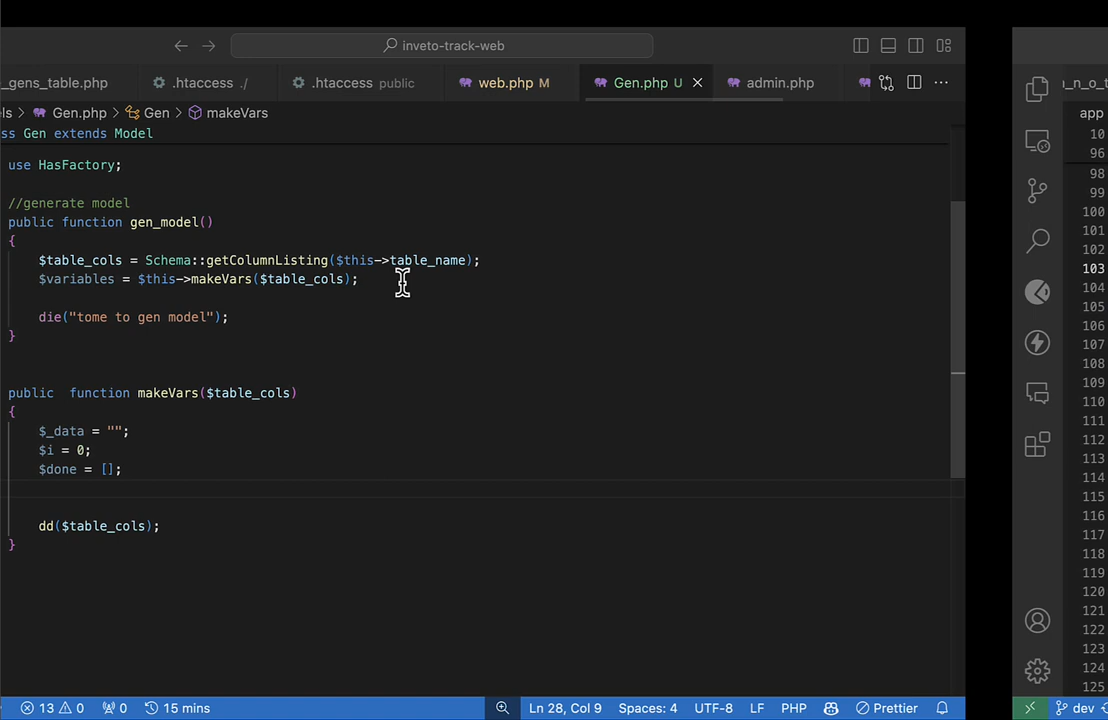 inveto-track-web
_gens_table.php
.htaccess ./
.htaccess public
web.php M
Gen.php U
admin.php
ls > Gen.php > Gen > makeVars
ss Gen extends Model
use HasFactory;
//generate model
public function gen_model()
{
$table_cols = Schema::getColumnListing($this->table_name);
$variables = $this->makeVars($table_cols);
die("tome to gen model");
}
public  function makeVars($table_cols)
{
$_data = "";
$i = 0;
$done = [];
dd($table_cols);
}
13 0
0
15 mins
Ln 28, Col 9
Spaces: 4
UTF-8
LF
PHP
Prettier
a_n_o_t
app
10
96
98
99
100
101
102
103
104
105
106
107
108
109
110
111
112
113
114
115
116
117
118
119
120
121
122
123
124
125
dev